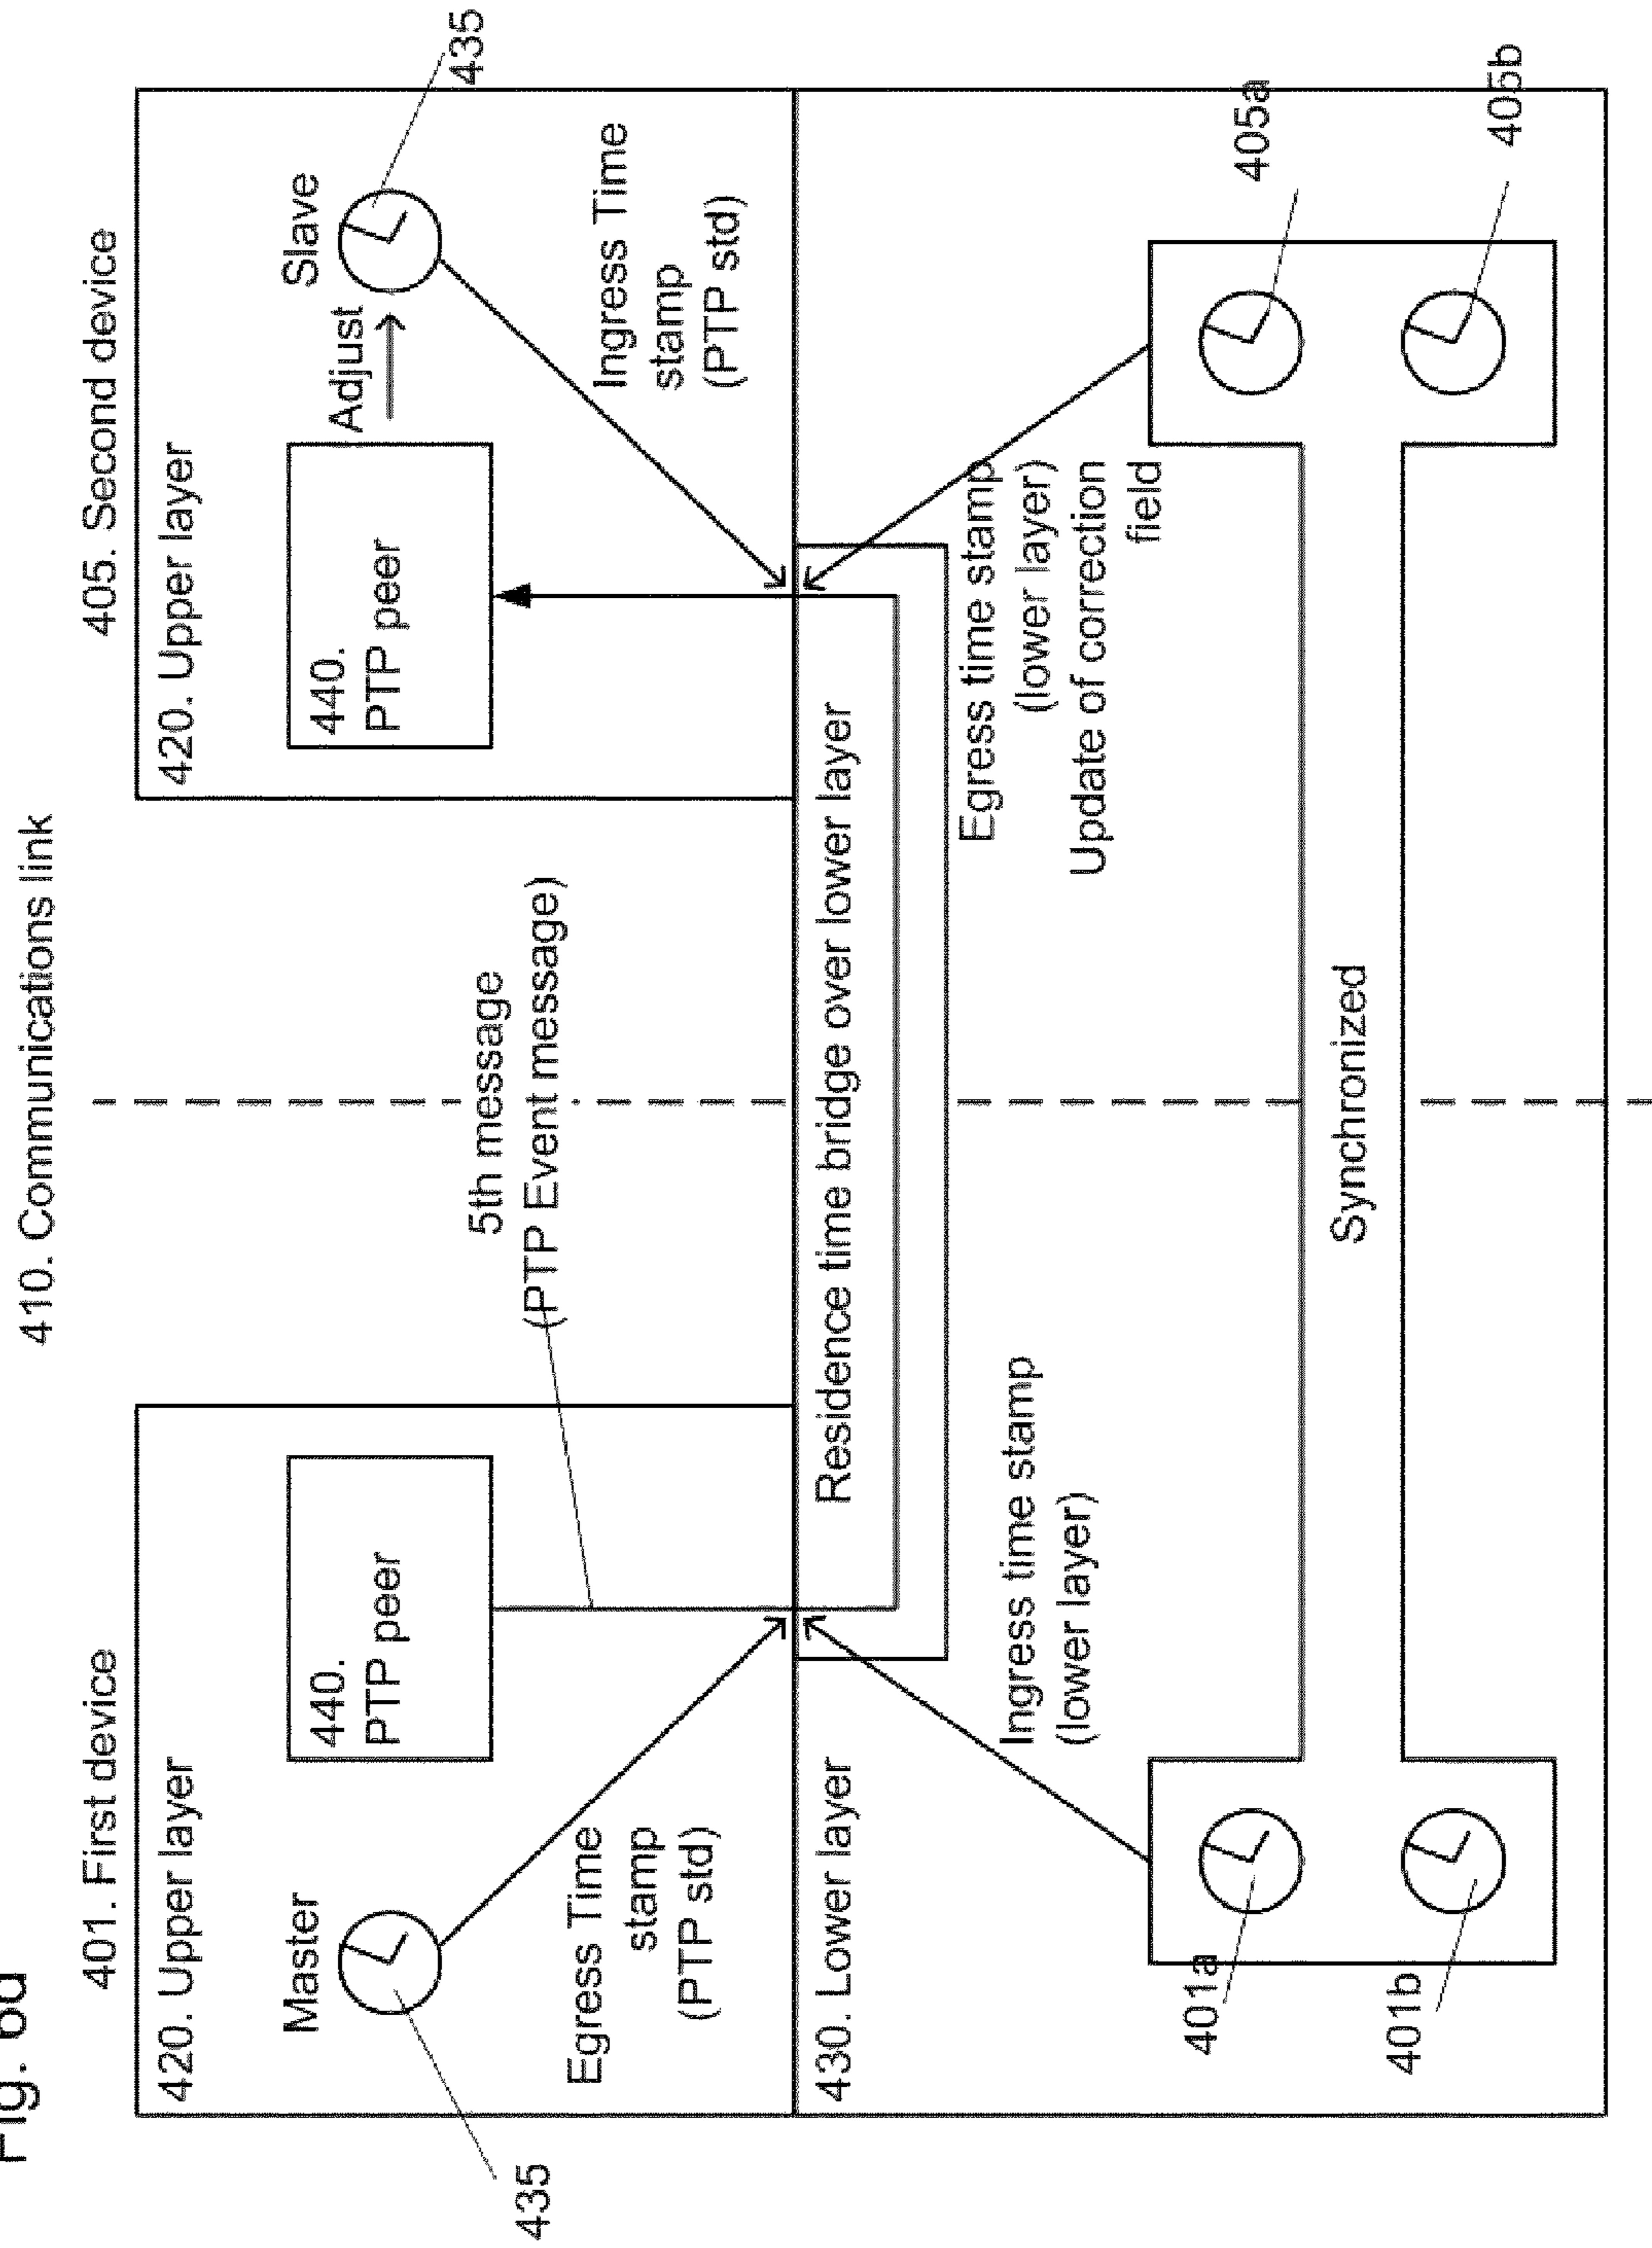 Fig. 6d
410. Communications link
401. First device
405. Second device
420. Upper layer
420. Upper layer
Master
440.
PTP peer
5th message
(PTP Event message)
440.
PTP peer
Adjust
Slave
435
435
Egress Time
stamp
(PTP std)
Ingress Time
stamp
(PTP std)
430. Lower layer
Residence time bridge over lower layer
Ingress time stamp
(lower layer)
Egress time stamp
(lower layer)
Update of correction
field
401a
401b
Synchronized
405a
405b